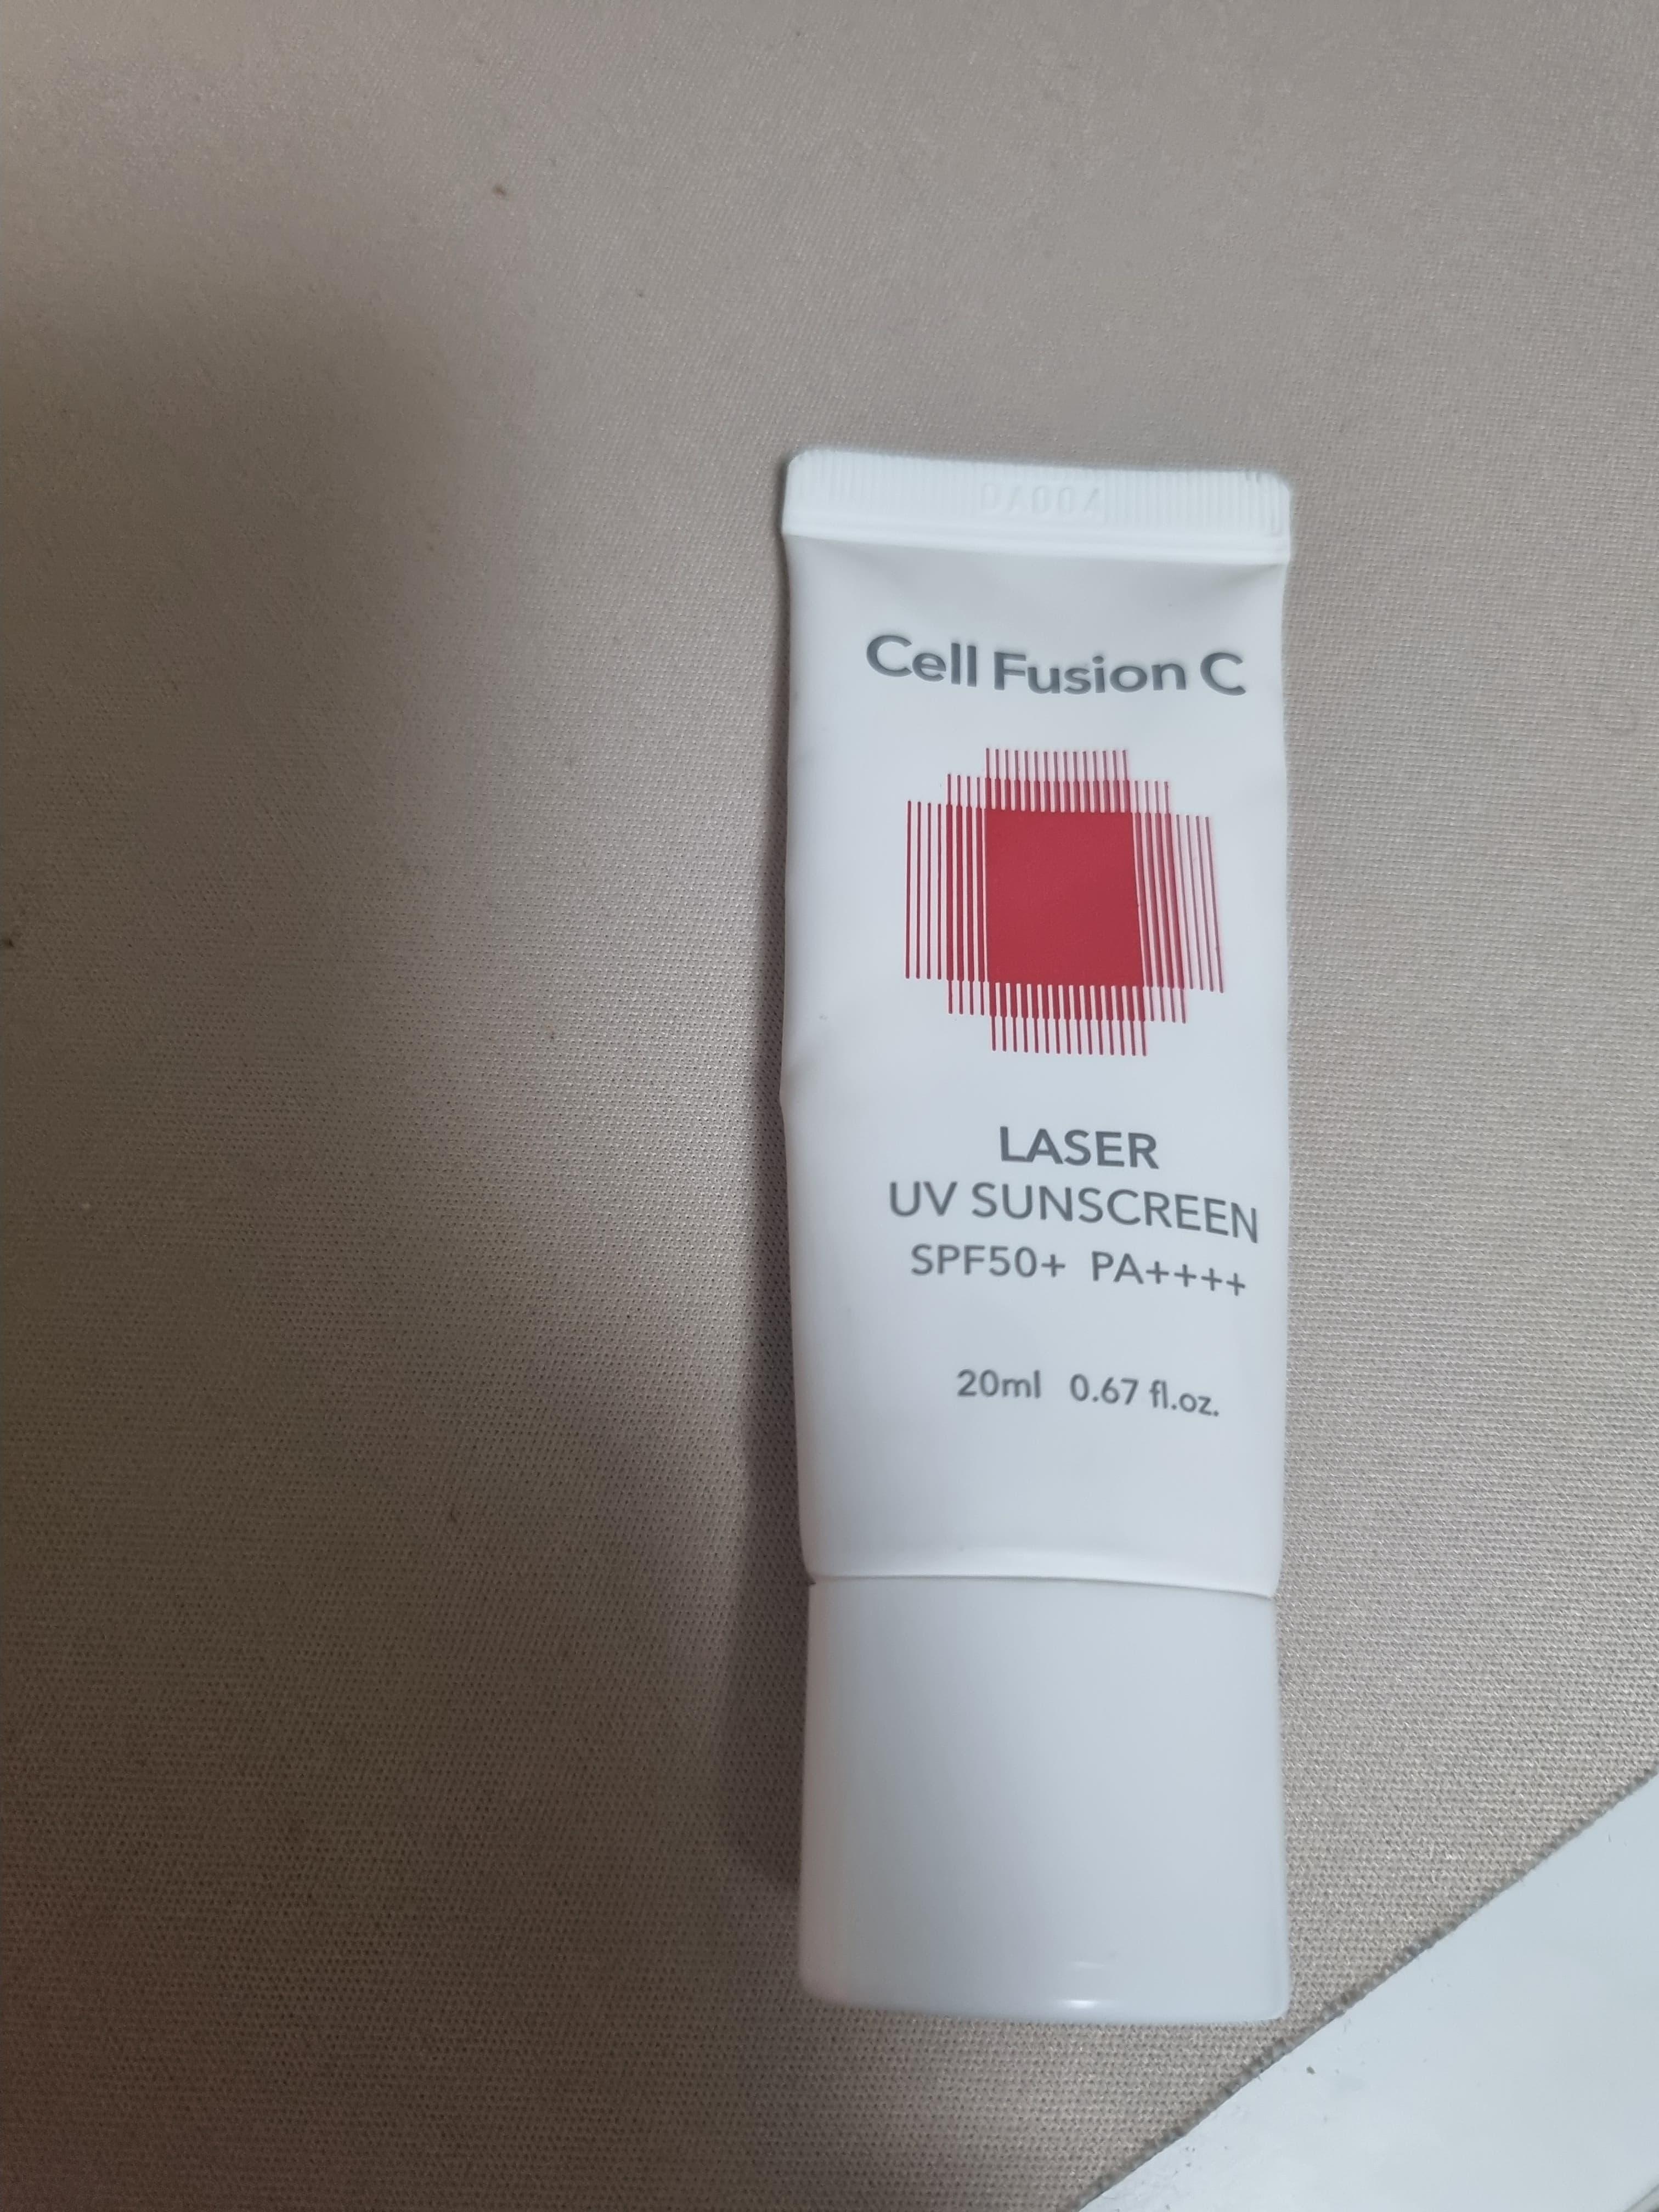 Cell Fusion C
LASER
UV SUNSCREEN
SPF50+ PA++++
20ml 0.67 fl.oz.